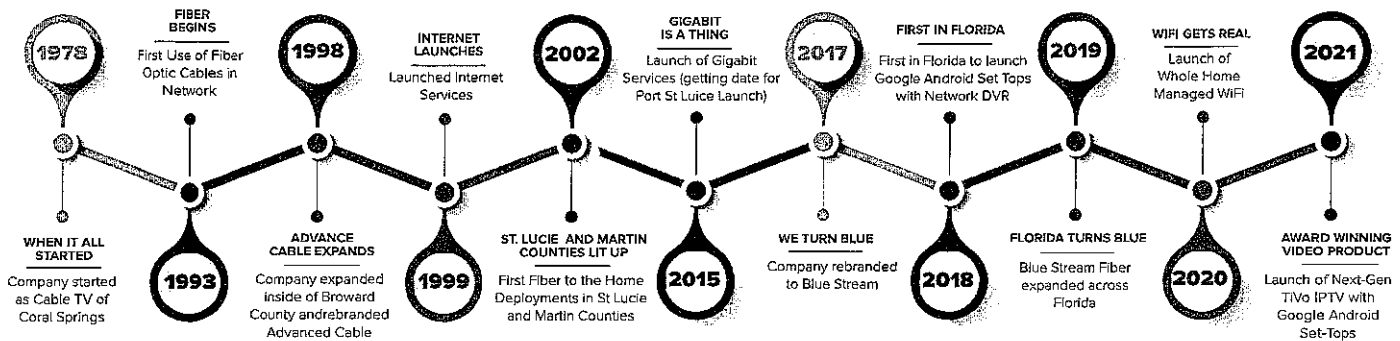 1978
WHEN IT ALL
STARTED
Company started
as Cable TV of
Coral Springs
FIBER
BEGINS
First Use of Fiber
Optic Cables in
Network
1993
1998
ADVANCE
CABLE EXPANDS
Company expanded
inside of Broward
County andrebranded
Advanced Cable
INTERNET
LAUNCHES
Launched Internet
Services
1999
2002
ST. LUCIE AND MARTIN
COUNTIES LIT UP
First Fiber to the Home
Deployments in St Lucie
and Martin Counties
GIGABIT
IS A THING
Launch of Gigabit
Services (getting date for
Port St Luice Launch)
2015
2017
WE TURN BLUE
Company rebranded
to Blue Stream
FIRST IN FLORIDA
First in Florida to launch
Google Android Set Tops
with Network DVR
2018
2019
FLORIDA TURNS BLUE
Blue Stream Fiber
expanded across
Florida
WIFI GETS REAL
Launch of
Whole Home
Managed WiFi
2020
2021
AWARD WINNING
VIDEO PRODUCT
Launch of Next-Gen
TiVo IPTV with
Google Android
Set-Tops